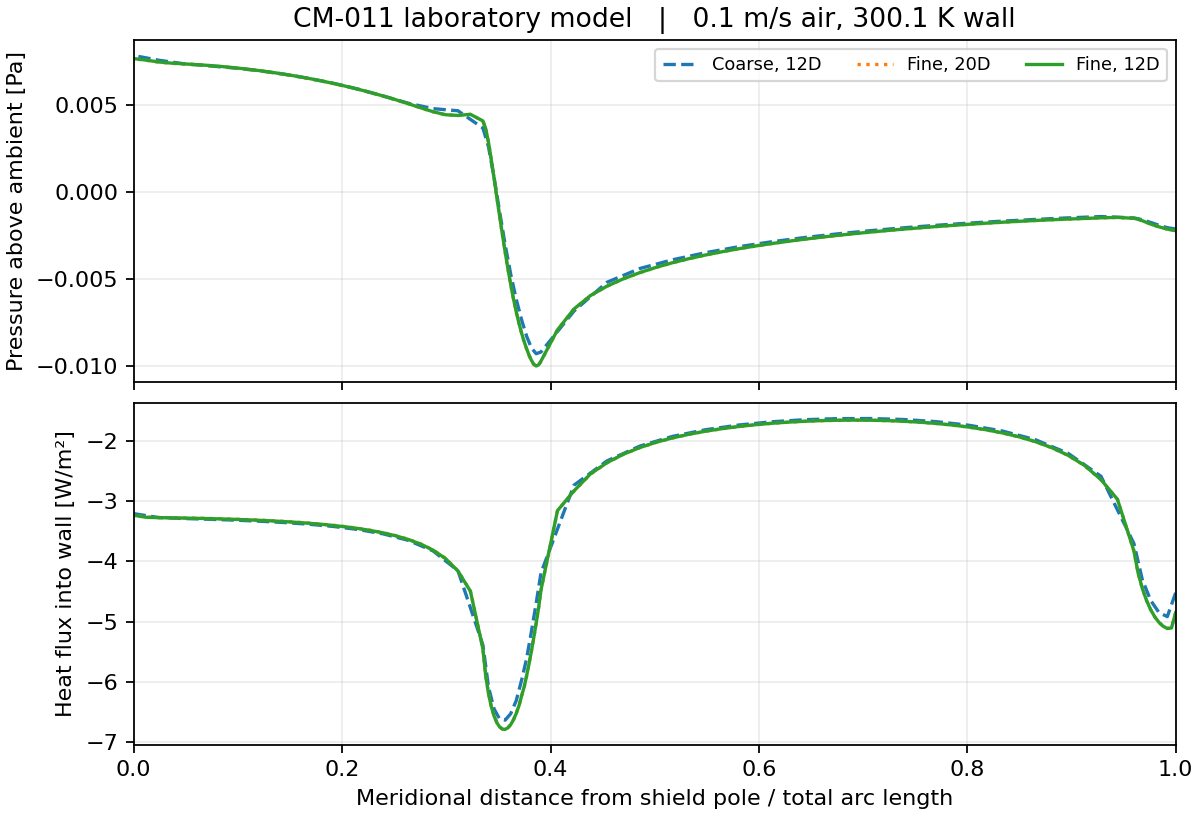 CM-011 laboratory model | 0.1 m/s air, 300.1 K wall
Pressure above ambient [Pa]
0.005
0.000
−0.005
−0.010
Coarse, 12D
Fine, 20D
Fine, 12D
Heat flux into wall [W/m²]
−2
−3
−4
−5
−6
−7
0.0
0.2
0.4
0.6
0.8
1.0
Meridional distance from shield pole / total arc length